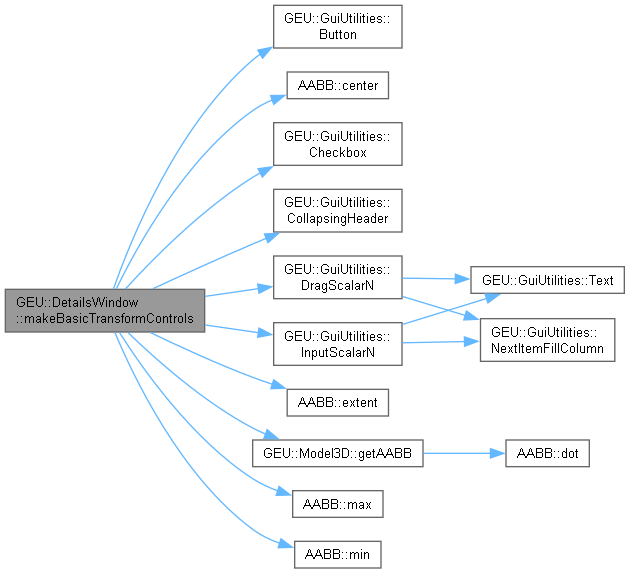 GEU::DetailsWindow
::makeBasicTransformControls
GEU::GuiUtilities::
Button
AABB::center
GEU::GuiUtilities::
Checkbox
GEU::GuiUtilities::
CollapsingHeader
GEU::GuiUtilities::
DragScalarN
GEU::GuiUtilities::
InputScalarN
AABB::extent
GEU::Model3D::getAABB
AABB::max
AABB::min
GEU::GuiUtilities::Text
GEU::GuiUtilities::
NextItemFillColumn
AABB::dot